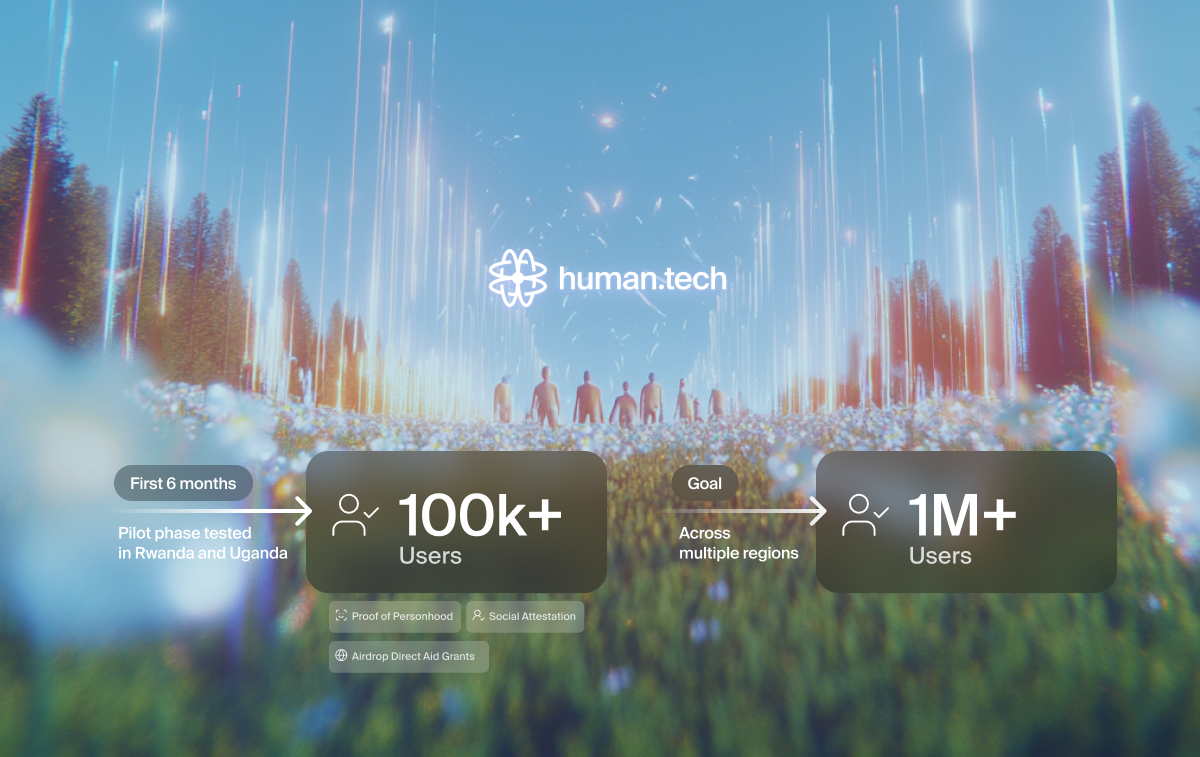 human.tech
First 6 months
Pilot phase tested
in Rwanda and Uganda
100k+
Users
Proof of Personhood
Social Attestation
Airdrop Direct Aid Grants
Goal
Across
multiple regions
1M+
Users